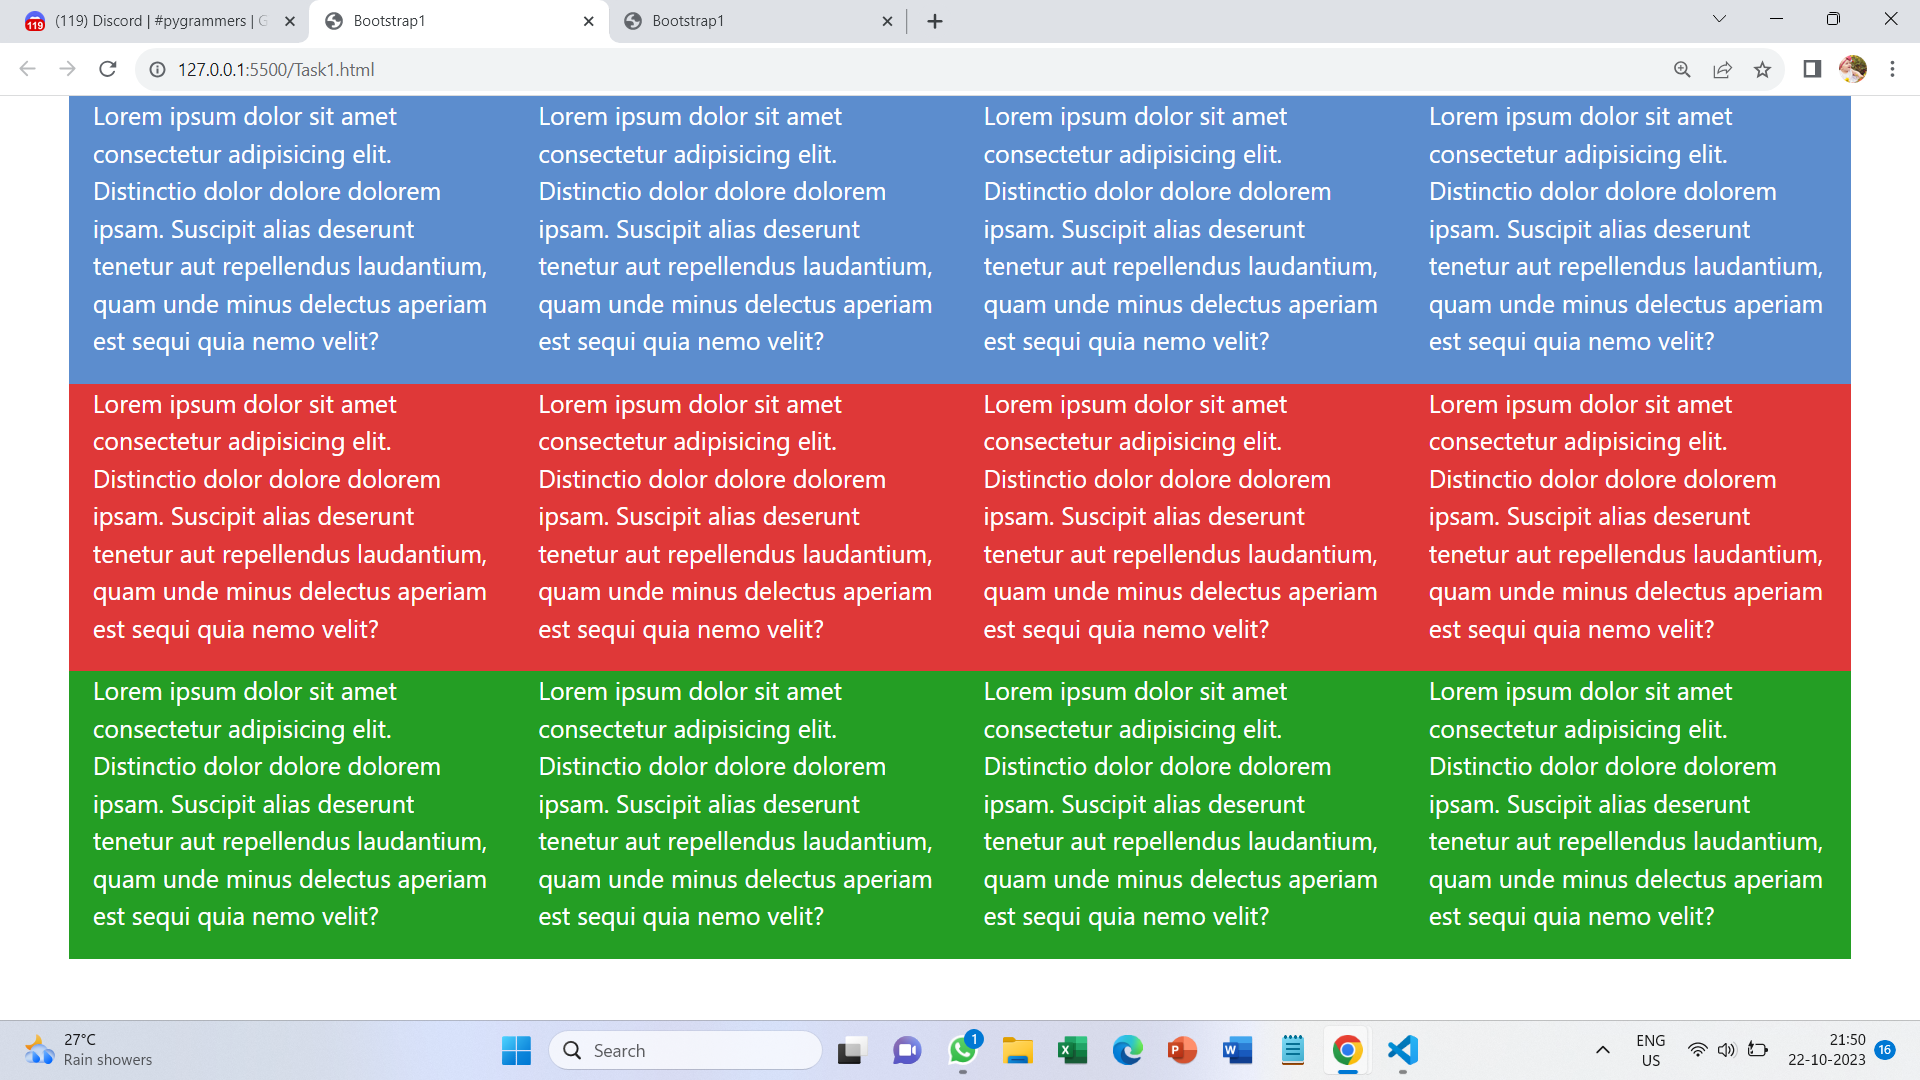 (119) Discord | #pygrammers | G
Bootstrap1
Bootstrap1
119
127.0.0.1:5500/Task1.html
Lorem ipsum dolor sit amet
consectetur adipisicing elit.
Distinctio dolor dolore dolorem
ipsam. Suscipit alias deserunt
tenetur aut repellendus laudantium,
quam unde minus delectus aperiam
est sequi quia nemo velit?
Lorem ipsum dolor sit amet
consectetur adipisicing elit.
Distinctio dolor dolore dolorem
ipsam. Suscipit alias deserunt
tenetur aut repellendus laudantium,
quam unde minus delectus aperiam
est sequi quia nemo velit?
Lorem ipsum dolor sit amet
consectetur adipisicing elit.
Distinctio dolor dolore dolorem
ipsam. Suscipit alias deserunt
tenetur aut repellendus laudantium,
quam unde minus delectus aperiam
est sequi quia nemo velit?
Lorem ipsum dolor sit amet
consectetur adipisicing elit.
Distinctio dolor dolore dolorem
ipsam. Suscipit alias deserunt
tenetur aut repellendus laudantium,
quam unde minus delectus aperiam
est sequi quia nemo velit?
Lorem ipsum dolor sit amet
consectetur adipisicing elit.
Distinctio dolor dolore dolorem
ipsam. Suscipit alias deserunt
tenetur aut repellendus laudantium,
quam unde minus delectus aperiam
est sequi quia nemo velit?
Lorem ipsum dolor sit amet
consectetur adipisicing elit.
Distinctio dolor dolore dolorem
ipsam. Suscipit alias deserunt
tenetur aut repellendus laudantium,
quam unde minus delectus aperiam
est sequi quia nemo velit?
Lorem ipsum dolor sit amet
consectetur adipisicing elit.
Distinctio dolor dolore dolorem
ipsam. Suscipit alias deserunt
tenetur aut repellendus laudantium,
quam unde minus delectus aperiam
est sequi quia nemo velit?
Lorem ipsum dolor sit amet
consectetur adipisicing elit.
Distinctio dolor dolore dolorem
ipsam. Suscipit alias deserunt
tenetur aut repellendus laudantium,
quam unde minus delectus aperiam
est sequi quia nemo velit?
Lorem ipsum dolor sit amet
consectetur adipisicing elit.
Distinctio dolor dolore dolorem
ipsam. Suscipit alias deserunt
tenetur aut repellendus laudantium,
quam unde minus delectus aperiam
est sequi quia nemo velit?
Lorem ipsum dolor sit amet
consectetur adipisicing elit.
Distinctio dolor dolore dolorem
ipsam. Suscipit alias deserunt
tenetur aut repellendus laudantium,
quam unde minus delectus aperiam
est sequi quia nemo velit?
Lorem ipsum dolor sit amet
consectetur adipisicing elit.
Distinctio dolor dolore dolorem
ipsam. Suscipit alias deserunt
tenetur aut repellendus laudantium,
quam unde minus delectus aperiam
est sequi quia nemo velit?
Lorem ipsum dolor sit amet
consectetur adipisicing elit.
Distinctio dolor dolore dolorem
ipsam. Suscipit alias deserunt
tenetur aut repellendus laudantium,
quam unde minus delectus aperiam
est sequi quia nemo velit?
27°C
Rain showers
Search
1
X
P
W
ENG
US
21:50
22-10-2023
16